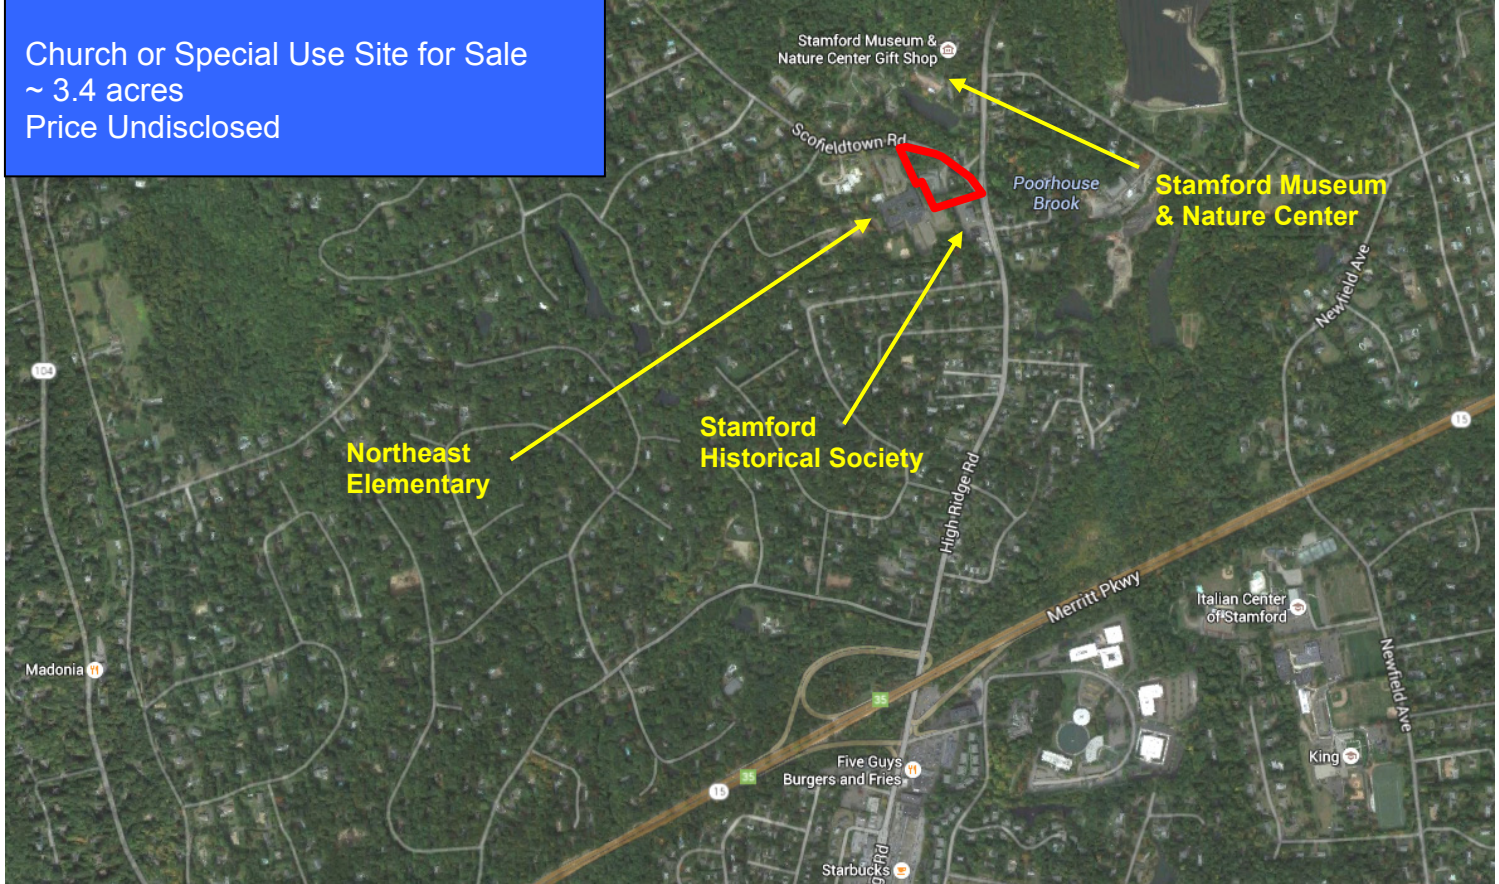 Church or Special Use Site for Sale
~ 3.4 acres
Price Undisclosed
Stamford Museum &
Nature Center Gift Shop
Scofieldtown Rd
Poorhouse
Brook
Stamford Museum
& Nature Center
Newfield Ave
104
15
Northeast
Elementary
Stamford
Historical Society
High Ridge Rd
Merritt Pkwy
Italian Center
of Stamford
Newfield Ave
Madonia
35
35
15
Five Guys
Burgers and Fries
King
Starbucks
Rd